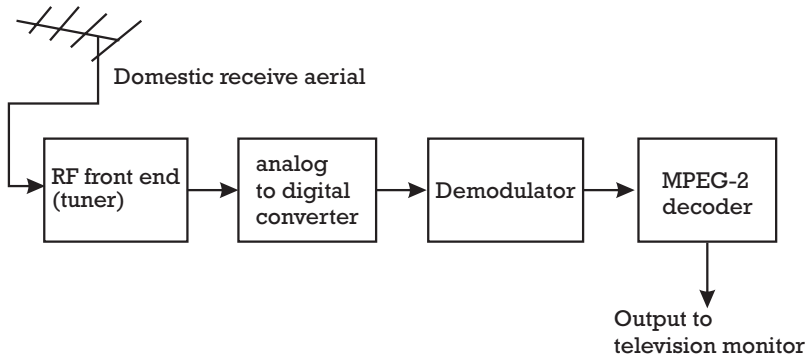 Domestic receive aerial
RF front end
(tuner)
analog
to digital
converter
Demodulator
MPEG-2
decoder
Output to
television monitor